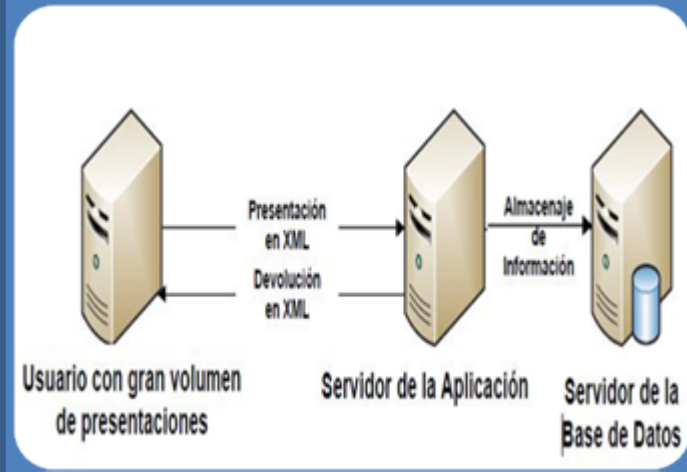 Presentación
en XML
Devolución
en XML
Almacenaje
de
Información
Usuario con gran volumen
de presentaciones
Servidor de la Aplicación
Servidor de la
Base de Datos